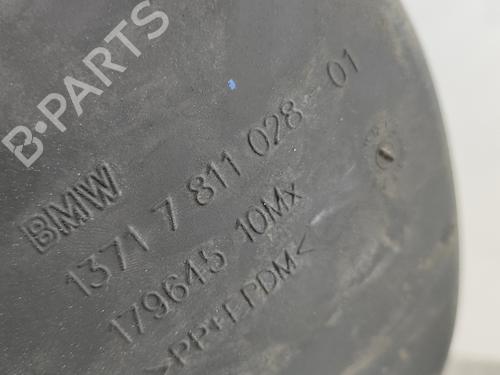 B·PARTS
BMW
1371 7 811 028-01
179645 10Mx
>PP+EPDM<